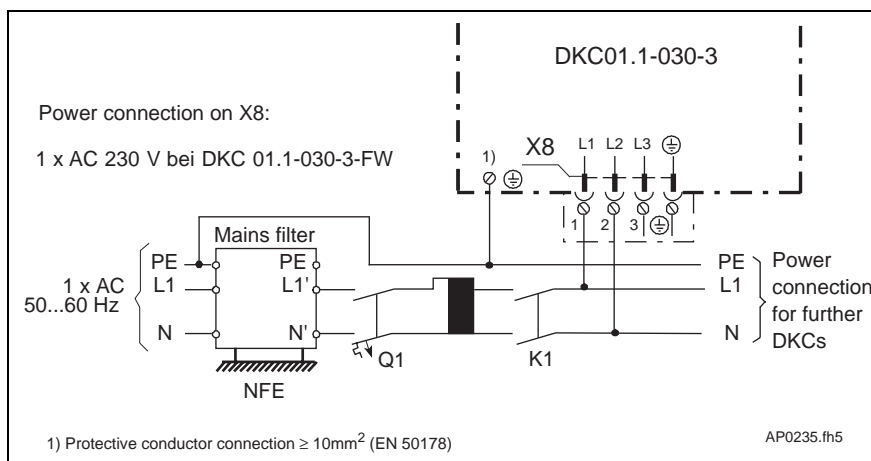 DKC01.1-030-3
Power connection on X8:
1 x AC 230 V bei DKC 01.1-030-3-FW
X8 L1 L2 L3
1)
1 2 3
Mains filter
PE PE PE
L1 L1' L1
N N' N
1 x AC
50...60 Hz
Q1 K1
NFE
Power
connection
for further
DKCs
1) Protective conductor connection ≥ 10mm² (EN 50178)
AP0235.fh5